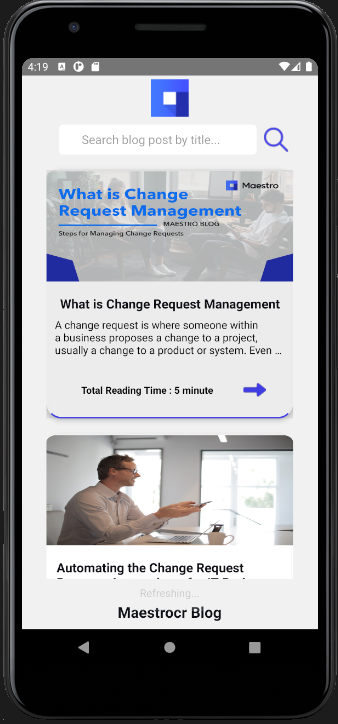 4:19
Search blog post by title...
Maestro
What is Change
Request Management
MAESTRO BLOG
Steps for Managing Change Requests
What is Change Request Management
A change request is where someone within
a business proposes a change to a project,
usually a change to a product or system. Even ...
Total Reading Time : 5 minute
Automating the Change Request
Refreshing...
Maestrocr Blog